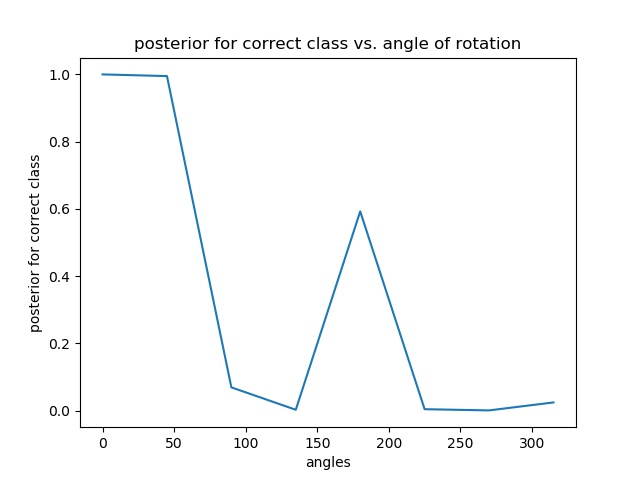 posterior for correct class vs. angle of rotation
1.0
0.8
0.6
0.4
0.2
0.0
posterior for correct class
0 50 100 150 200 250 300
angles